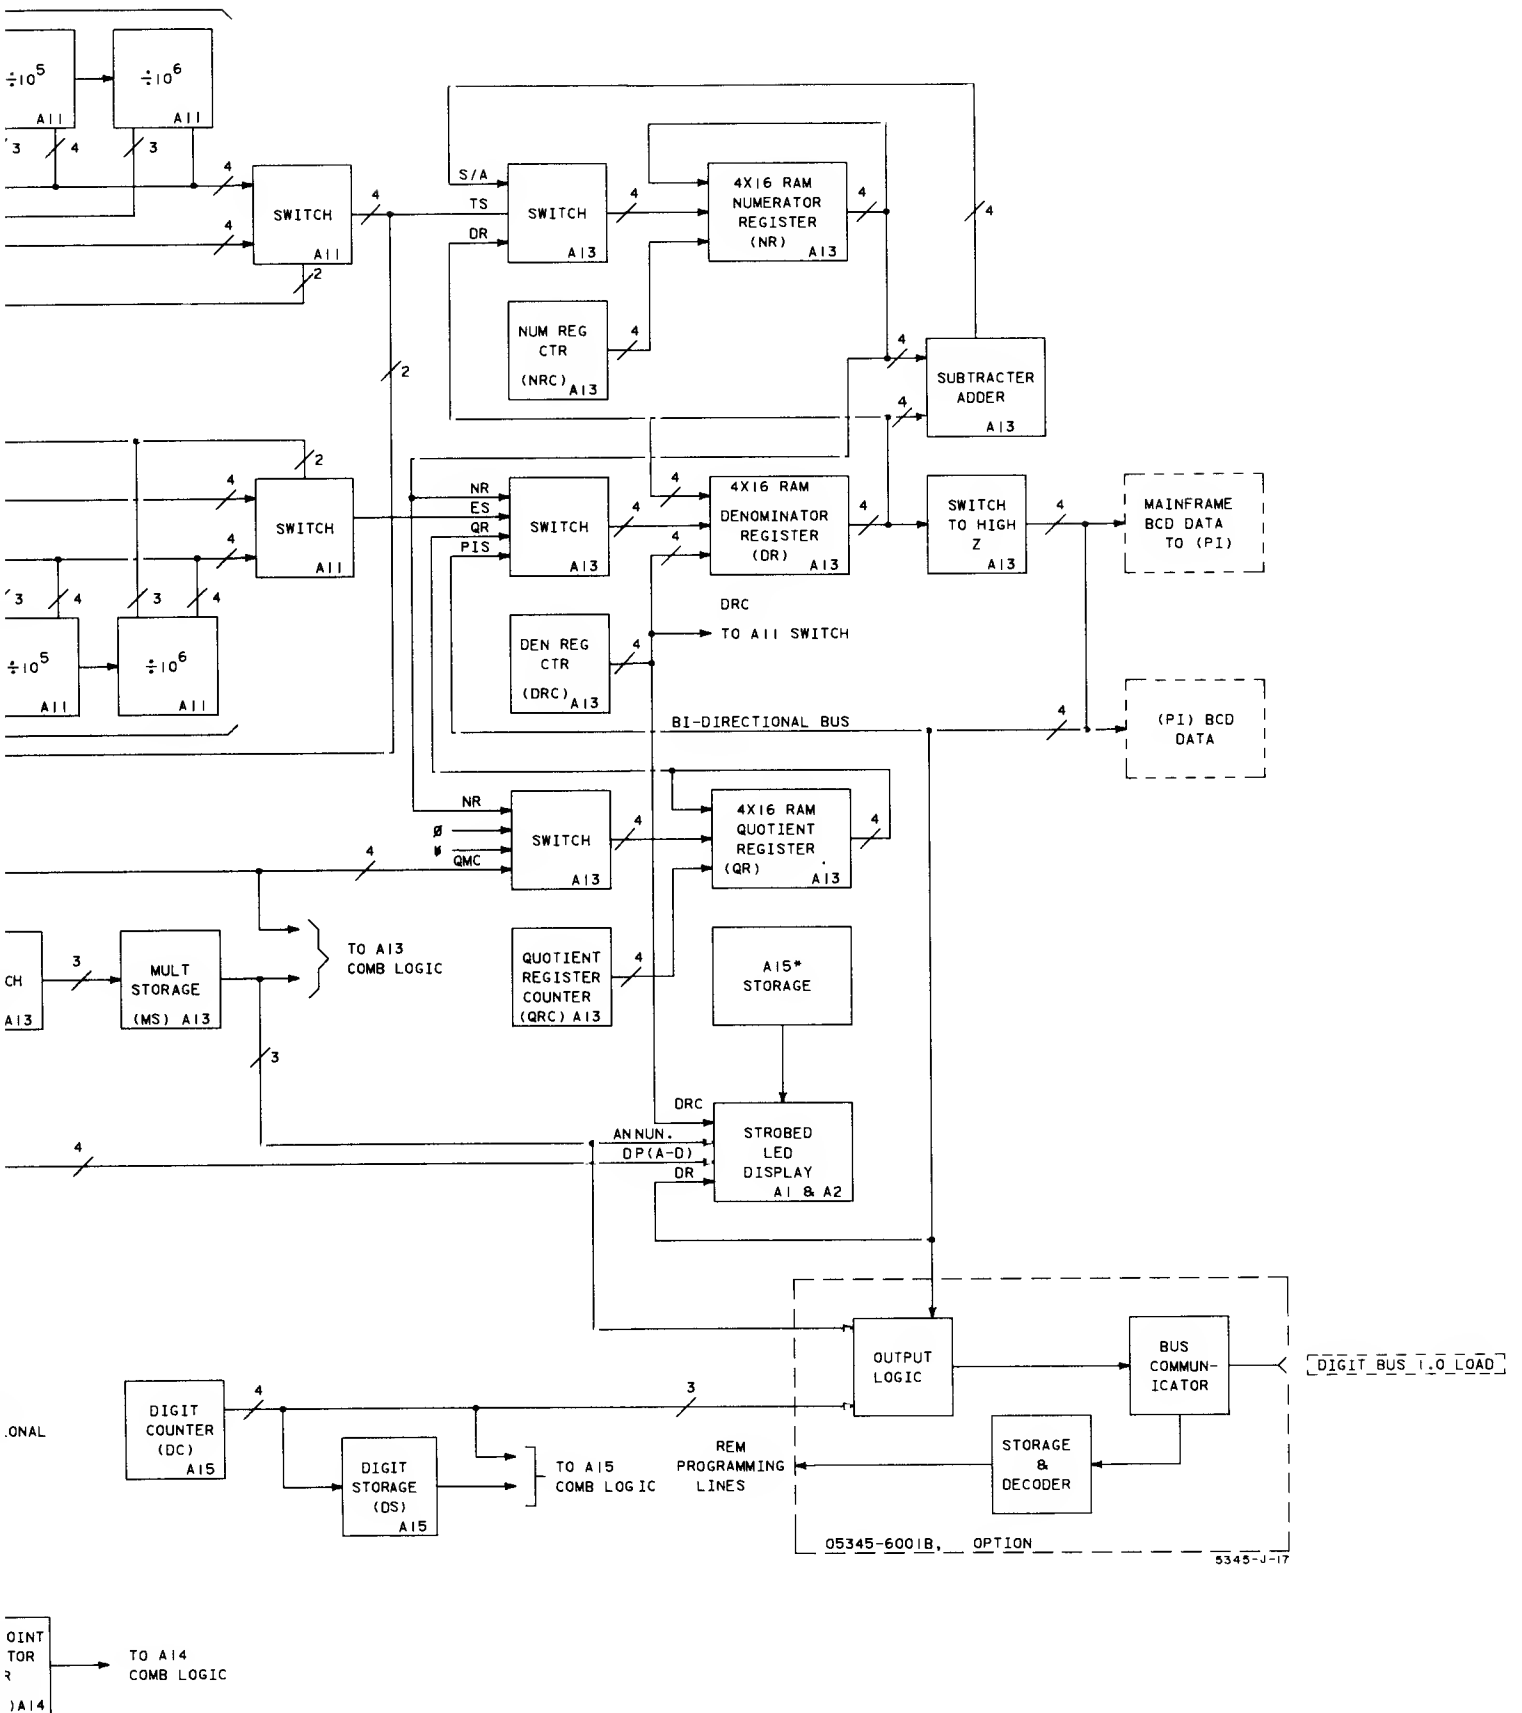 ÷10⁵
A11
÷10⁶
A11
3
4
3
4
4
SWITCH
A11
2
4
2
S/A
TS
DR
SWITCH
A13
4
4X16 RAM
NUMERATOR
REGISTER
(NR)
A13
4
4
NUM REG
CTR
(NRC) A13
4
4
4
SUBTRACTER
ADDER
A13
2
4
4
SWITCH
A11
NR
ES
QR
PIS
SWITCH
A13
4
4
4
4X16 RAM
DENOMINATOR
REGISTER
(DR)
A13
4
SWITCH
TO HIGH
Z
A13
4
MAINFRAME
BCD DATA
TO (PI)
3
4
3
4
÷10⁵
A11
÷10⁶
A11
DEN REG
CTR
(DRC) A13
4
DRC
TO A11 SWITCH
BI-DIRECTIONAL BUS
4
(PI) BCD
DATA
NR
Ø
QMC
4
SWITCH
A13
4
4X16 RAM
QUOTIENT
REGISTER
(QR)
A13
4
CH
A13
3
MULT
STORAGE
(MS) A13
TO A13
COMB LOGIC
3
QUOTIENT
REGISTER
COUNTER
(QRC) A13
4
A15*
STORAGE
4
DRC
ANNUN.
DP(A-D)
DR
STROBED
LED
DISPLAY
A1 & A2
OUTPUT
LOGIC
BUS
COMMUN-
ICATOR
DIGIT BUS 1.0 LOAD
ONAL
DIGIT
COUNTER
(DC)
A15
4
3
DIGIT
STORAGE
(DS)
A15
TO A15
COMB LOGIC
REM
PROGRAMMING
LINES
STORAGE
&
DECODER
05345-6001B, OPTION
5345-J-17
OINT
TOR
R
)A14
TO A14
COMB LOGIC